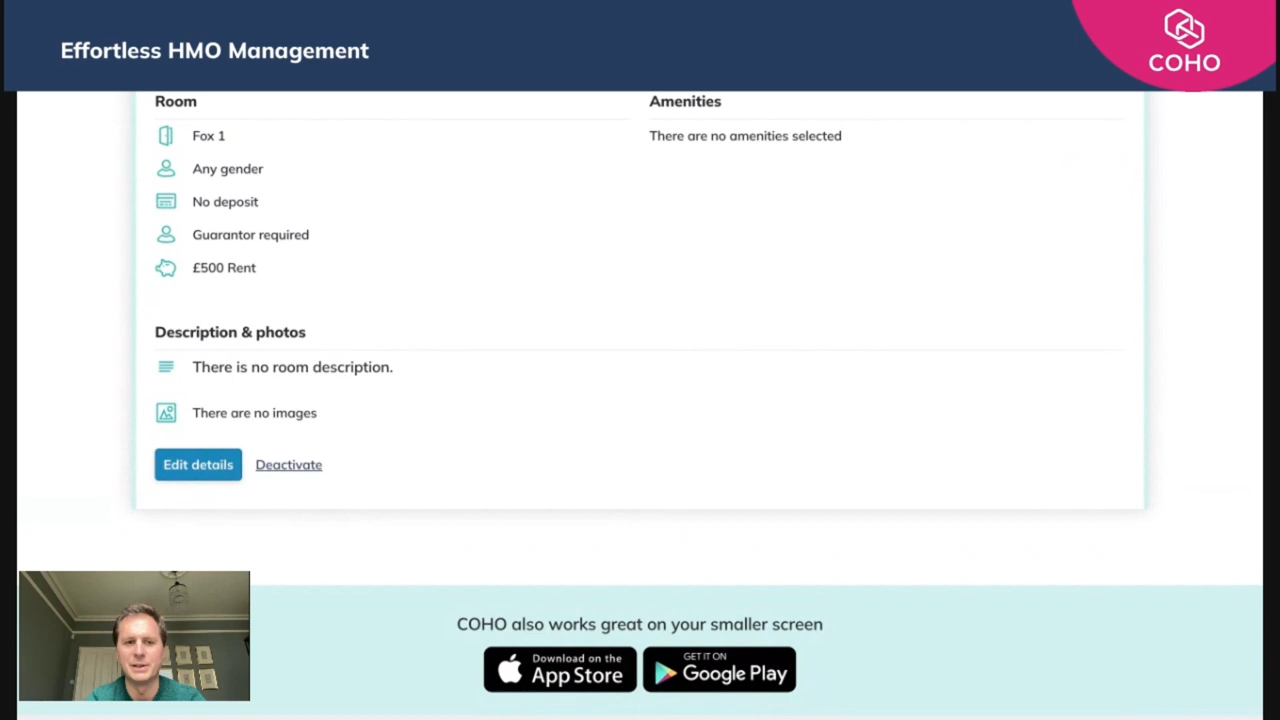 Effortless HMO Management
COHO
Room
Fox 1
Any gender
No deposit
Guarantor required
£500 Rent
Amenities
There are no amenities selected
Description & photos
There is no room description.
There are no images
Edit details
Deactivate
COHO also works great on your smaller screen
Download on the
App Store
GET IT ON
Google Play